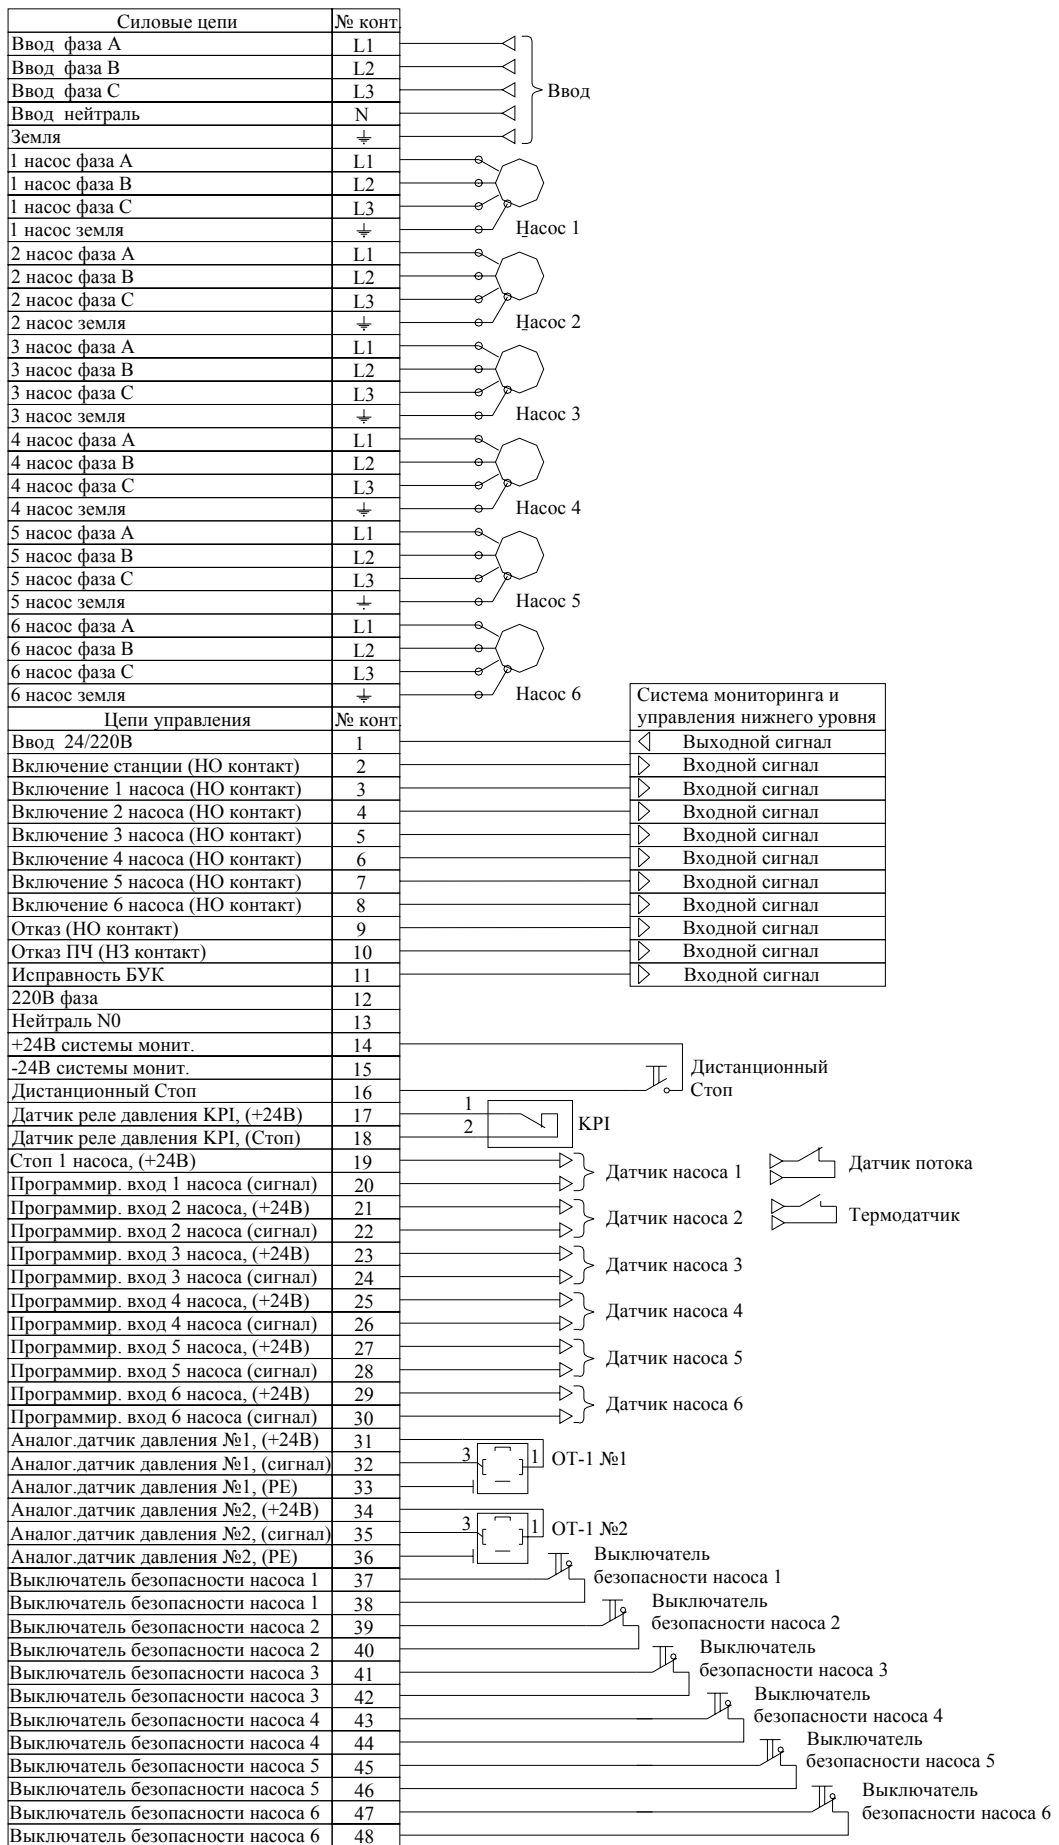 Силовые цепи № конт.
Ввод фаза A L1
Ввод фаза B L2
Ввод фаза C L3
Ввод
Ввод нейтраль N
Земля
1 насос фаза A L1
1 насос фаза B L2
1 насос фаза C L3
1 насос земля
Насос 1
2 насос фаза A L1
2 насос фаза B L2
2 насос фаза C L3
2 насос земля
Насос 2
3 насос фаза A L1
3 насос фаза B L2
3 насос фаза C L3
3 насос земля
Насос 3
4 насос фаза A L1
4 насос фаза B L2
4 насос фаза C L3
4 насос земля
Насос 4
5 насос фаза A L1
5 насос фаза B L2
5 насос фаза C L3
5 насос земля
Насос 5
6 насос фаза A L1
6 насос фаза B L2
6 насос фаза C L3
6 насос земля
Насос 6
Система мониторинга и
управления нижнего уровня
Цепи управления № конт.
Ввод 24/220В 1 Выходной сигнал
Включение станции (НО контакт) 2 Входной сигнал
Включение 1 насоса (НО контакт) 3 Входной сигнал
Включение 2 насоса (НО контакт) 4 Входной сигнал
Включение 3 насоса (НО контакт) 5 Входной сигнал
Включение 4 насоса (НО контакт) 6 Входной сигнал
Включение 5 насоса (НО контакт) 7 Входной сигнал
Включение 6 насоса (НО контакт) 8 Входной сигнал
Отказ (НО контакт) 9 Входной сигнал
Отказ ПЧ (НЗ контакт) 10 Входной сигнал
Исправность БУК 11 Входной сигнал
220В фаза 12
Нейтраль N0 13
+24В системы монит. 14
-24В системы монит. 15
Дистанционный Стоп 16
Дистанционный
Стоп
Датчик реле давления KPI, (+24В) 17 1
Датчик реле давления KPI, (Стоп) 18 2
KPI
Стоп 1 насоса, (+24В) 19
Программир. вход 1 насоса (сигнал) 20
Датчик насоса 1
Датчик потока
Программир. вход 2 насоса, (+24В) 21
Программир. вход 2 насоса (сигнал) 22
Датчик насоса 2
Термодатчик
Программир. вход 3 насоса, (+24В) 23
Программир. вход 3 насоса (сигнал) 24
Датчик насоса 3
Программир. вход 4 насоса, (+24В) 25
Программир. вход 4 насоса (сигнал) 26
Датчик насоса 4
Программир. вход 5 насоса, (+24В) 27
Программир. вход 5 насоса (сигнал) 28
Датчик насоса 5
Программир. вход 6 насоса, (+24В) 29
Программир. вход 6 насоса (сигнал) 30
Датчик насоса 6
Аналог.датчик давления №1, (+24В) 31
Аналог.датчик давления №1, (сигнал) 32
3 1 ОТ-1 №1
Аналог.датчик давления №1, (PE) 33
Аналог.датчик давления №2, (+24В) 34
Аналог.датчик давления №2, (сигнал) 35
3 1 ОТ-1 №2
Аналог.датчик давления №2, (PE) 36
Выключатель безопасности насоса 1 37
Выключатель безопасности насоса 1 38
Выключатель
безопасности насоса 1
Выключатель безопасности насоса 2 39
Выключатель безопасности насоса 2 40
Выключатель
безопасности насоса 2
Выключатель безопасности насоса 3 41
Выключатель безопасности насоса 3 42
Выключатель
безопасности насоса 3
Выключатель безопасности насоса 4 43
Выключатель безопасности насоса 4 44
Выключатель
безопасности насоса 4
Выключатель безопасности насоса 5 45
Выключатель безопасности насоса 5 46
Выключатель
безопасности насоса 5
Выключатель безопасности насоса 6 47
Выключатель безопасности насоса 6 48
Выключатель
безопасности насоса 6